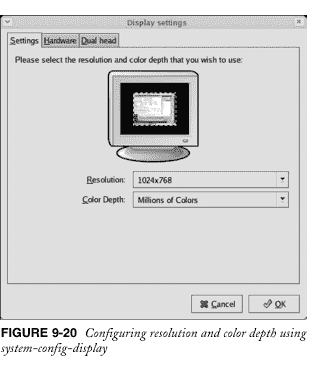 Display settings
Settings Hardware Dual head
Please select the resolution and color depth that you wish to use:
Resolution: 1024x768
Color Depth: Millions of Colors
Cancel OK
FIGURE 9-20 Configuring resolution and color depth using
system-config-display